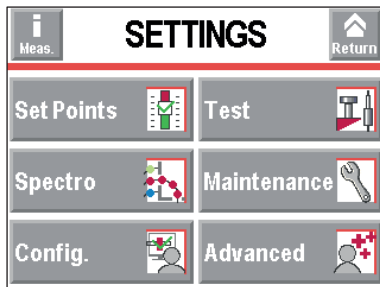 i
Meas.
SETTINGS
Return
Set Points
Test
Spectro
Maintenance
Config.
Advanced